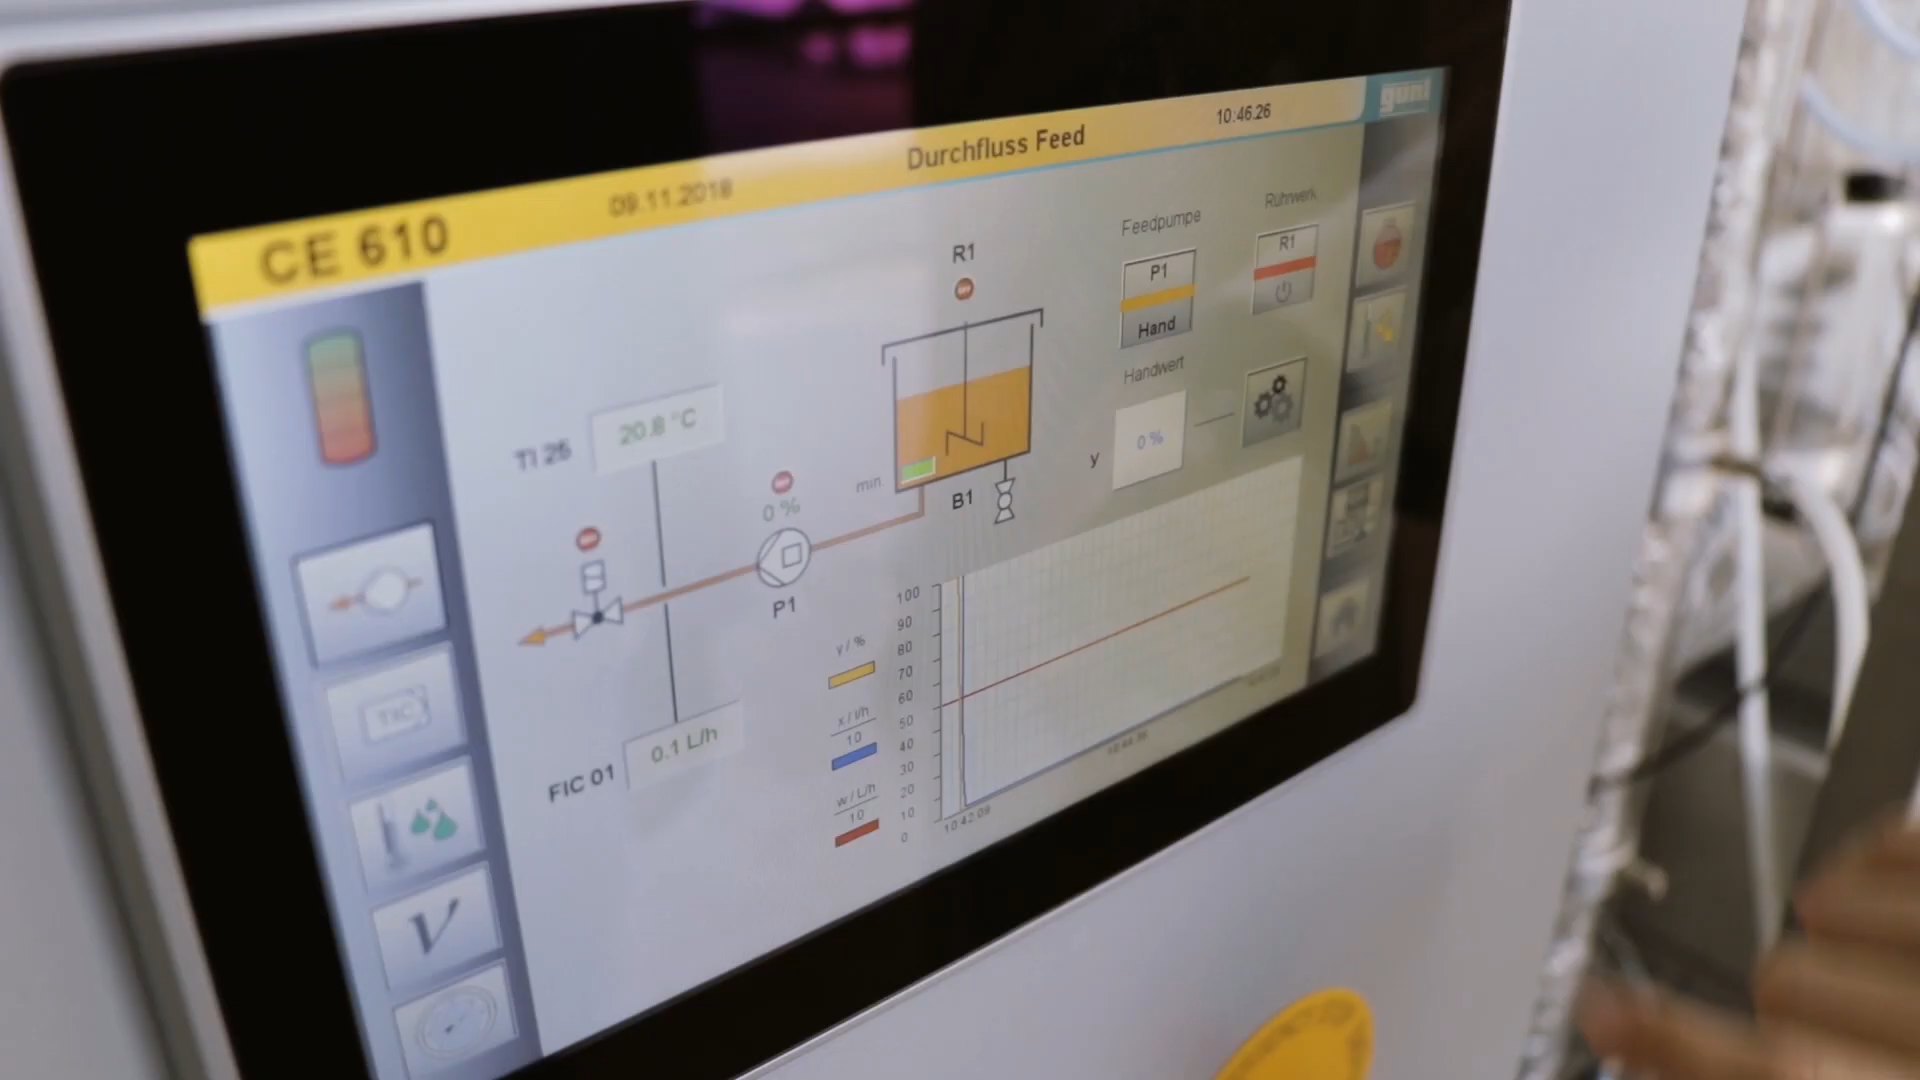 gunt
CE 610
09.11.2018
Durchfluss Feed
10:46.26
R1
Feedpumpe
Rührwerk
P1
R1
Hand
Handwert
TI 25
20.8 °C
y
0 %
min
B1
0 %
P1
TIC
FIC 01
0.1 L/h
y / %
x / l/h
10
w / L/h
10
100
90
80
70
60
50
40
30
20
10
0
10:42:09
V